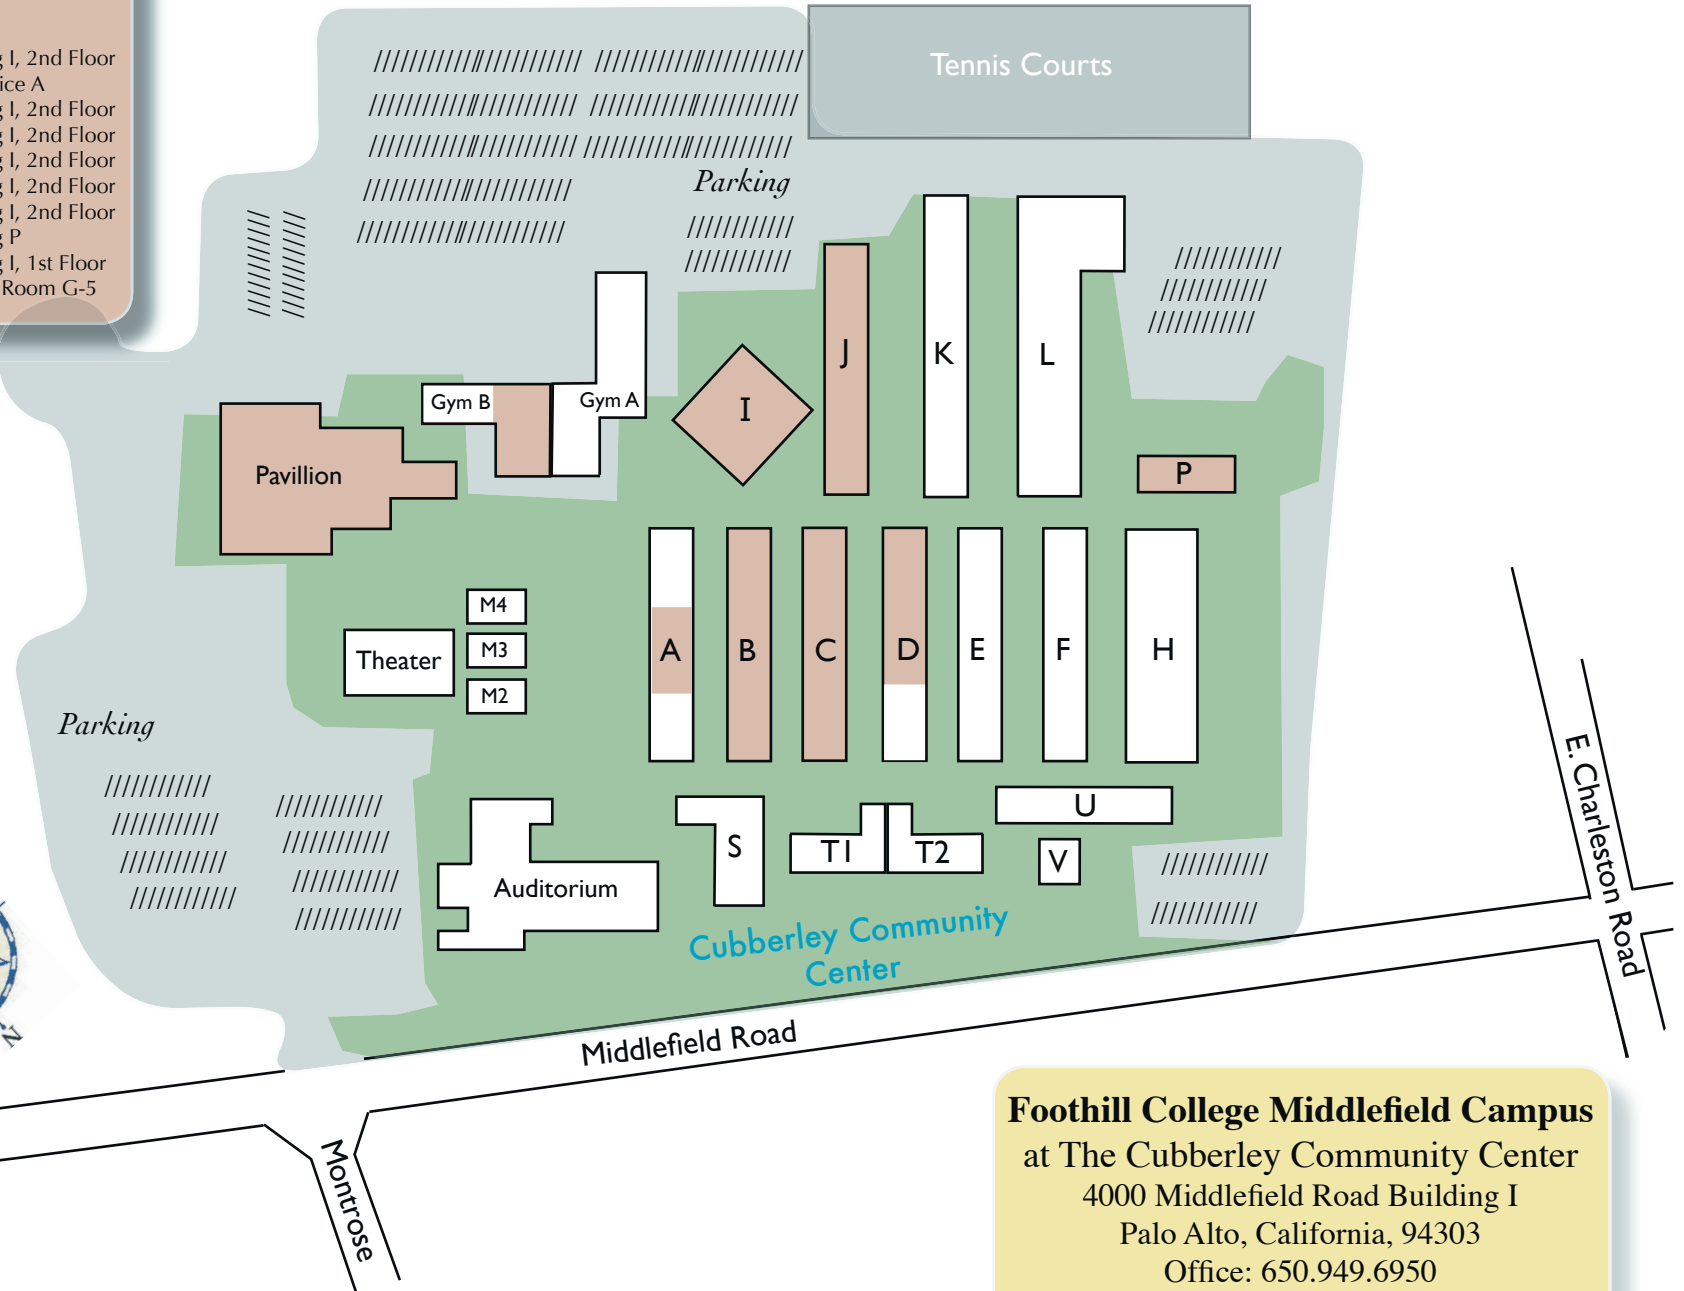 I, 2nd Floor
ice A
I, 2nd Floor
I, 2nd Floor
I, 2nd Floor
I, 2nd Floor
I, 2nd Floor
P
I, 1st Floor
Room G-5
Tennis Courts
Parking
J
K
L
Gym B
Gym A
I
Pavillion
P
M4
M3
M2
Theater
A
B
C
D
E
F
H
Parking
U
S
T1
T2
V
Auditorium
Cubberley Community
Center
E. Charleston Road
N
Middlefield Road
Montrose
Foothill College Middlefield Campus
at The Cubberley Community Center
4000 Middlefield Road Building I
Palo Alto, California, 94303
Office: 650.949.6950